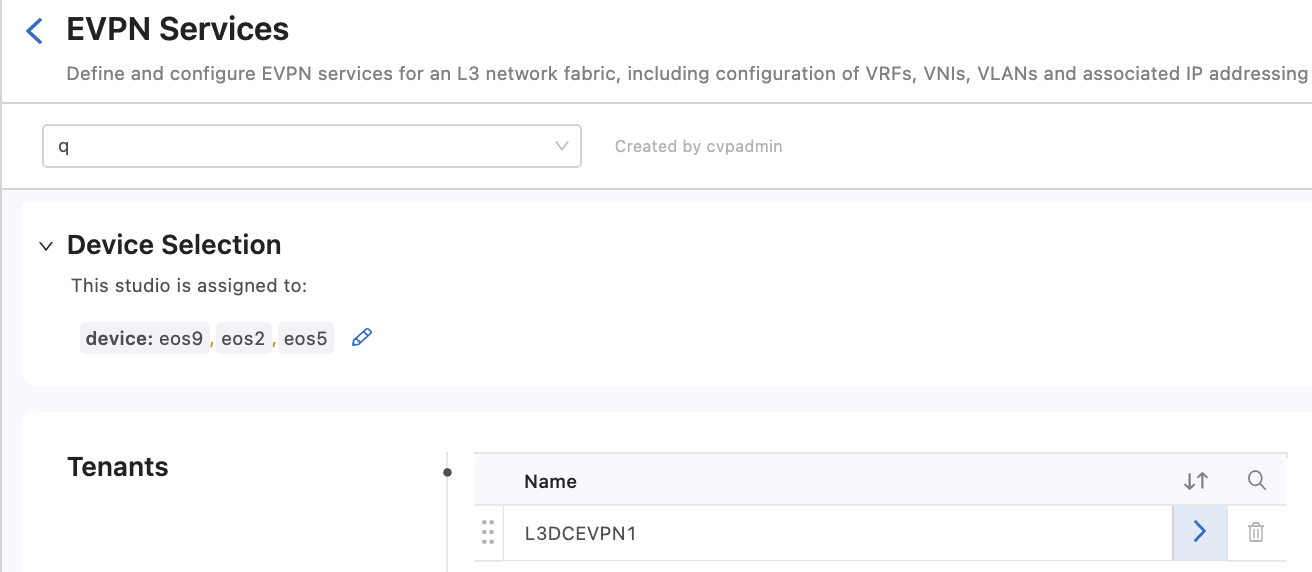 EVPN Services
Define and configure EVPN services for an L3 network fabric, including configuration of VRFs, VNIs, VLANs and associated IP addressing
q
Created by cvpadmin
Device Selection
This studio is assigned to:
device: eos9 , eos2 , eos5
Tenants
Name
L3DCEVPN1